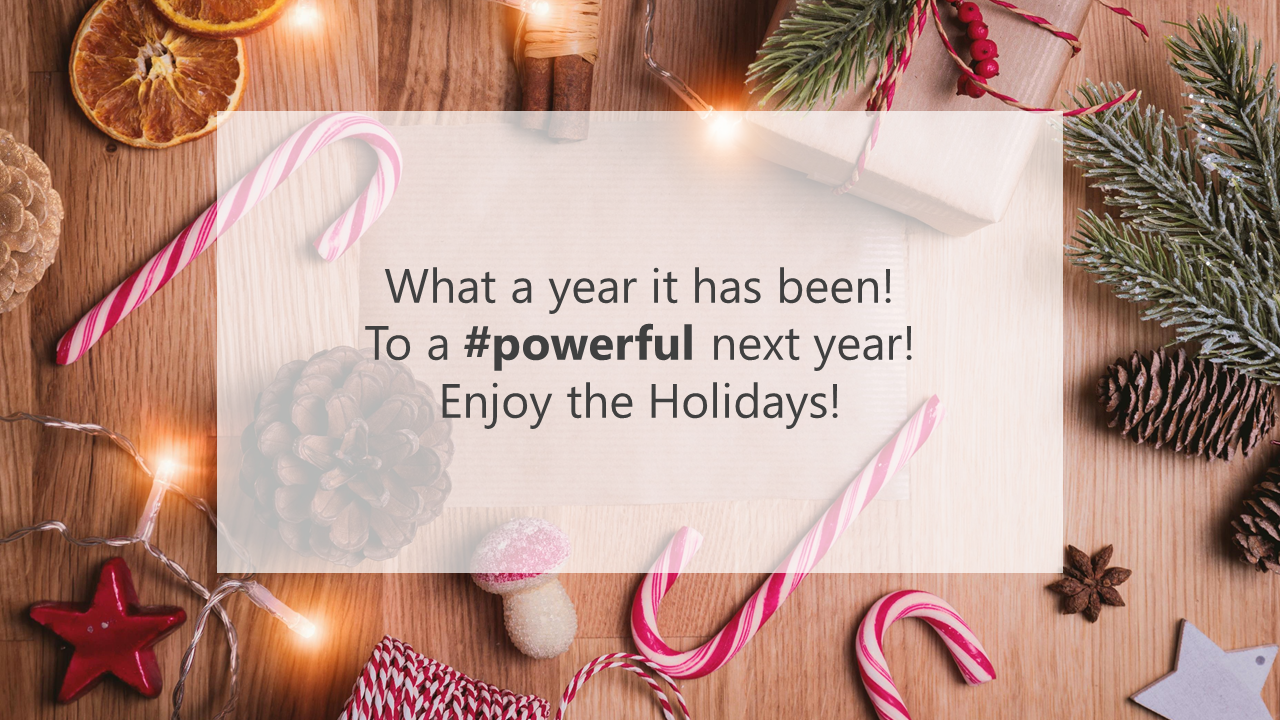 What a year it has been!
To a #powerful next year!
Enjoy the Holidays!